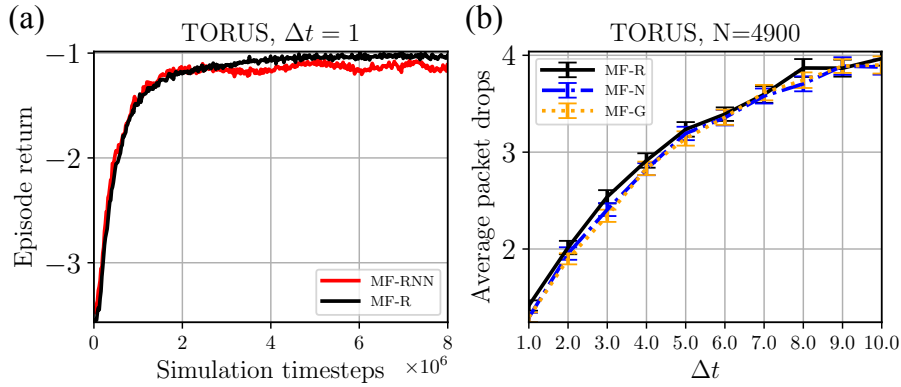 (a)
TORUS, Δt = 1
Episode return
−1
−2
−3
MF-RNN
MF-R
0 2 4 6 8
Simulation timesteps ×10⁶
(b)
TORUS, N=4900
Average packet drops
4
3
2
MF-R
MF-N
MF-G
1.0 2.0 3.0 4.0 5.0 6.0 7.0 8.0 9.0 10.0
Δt